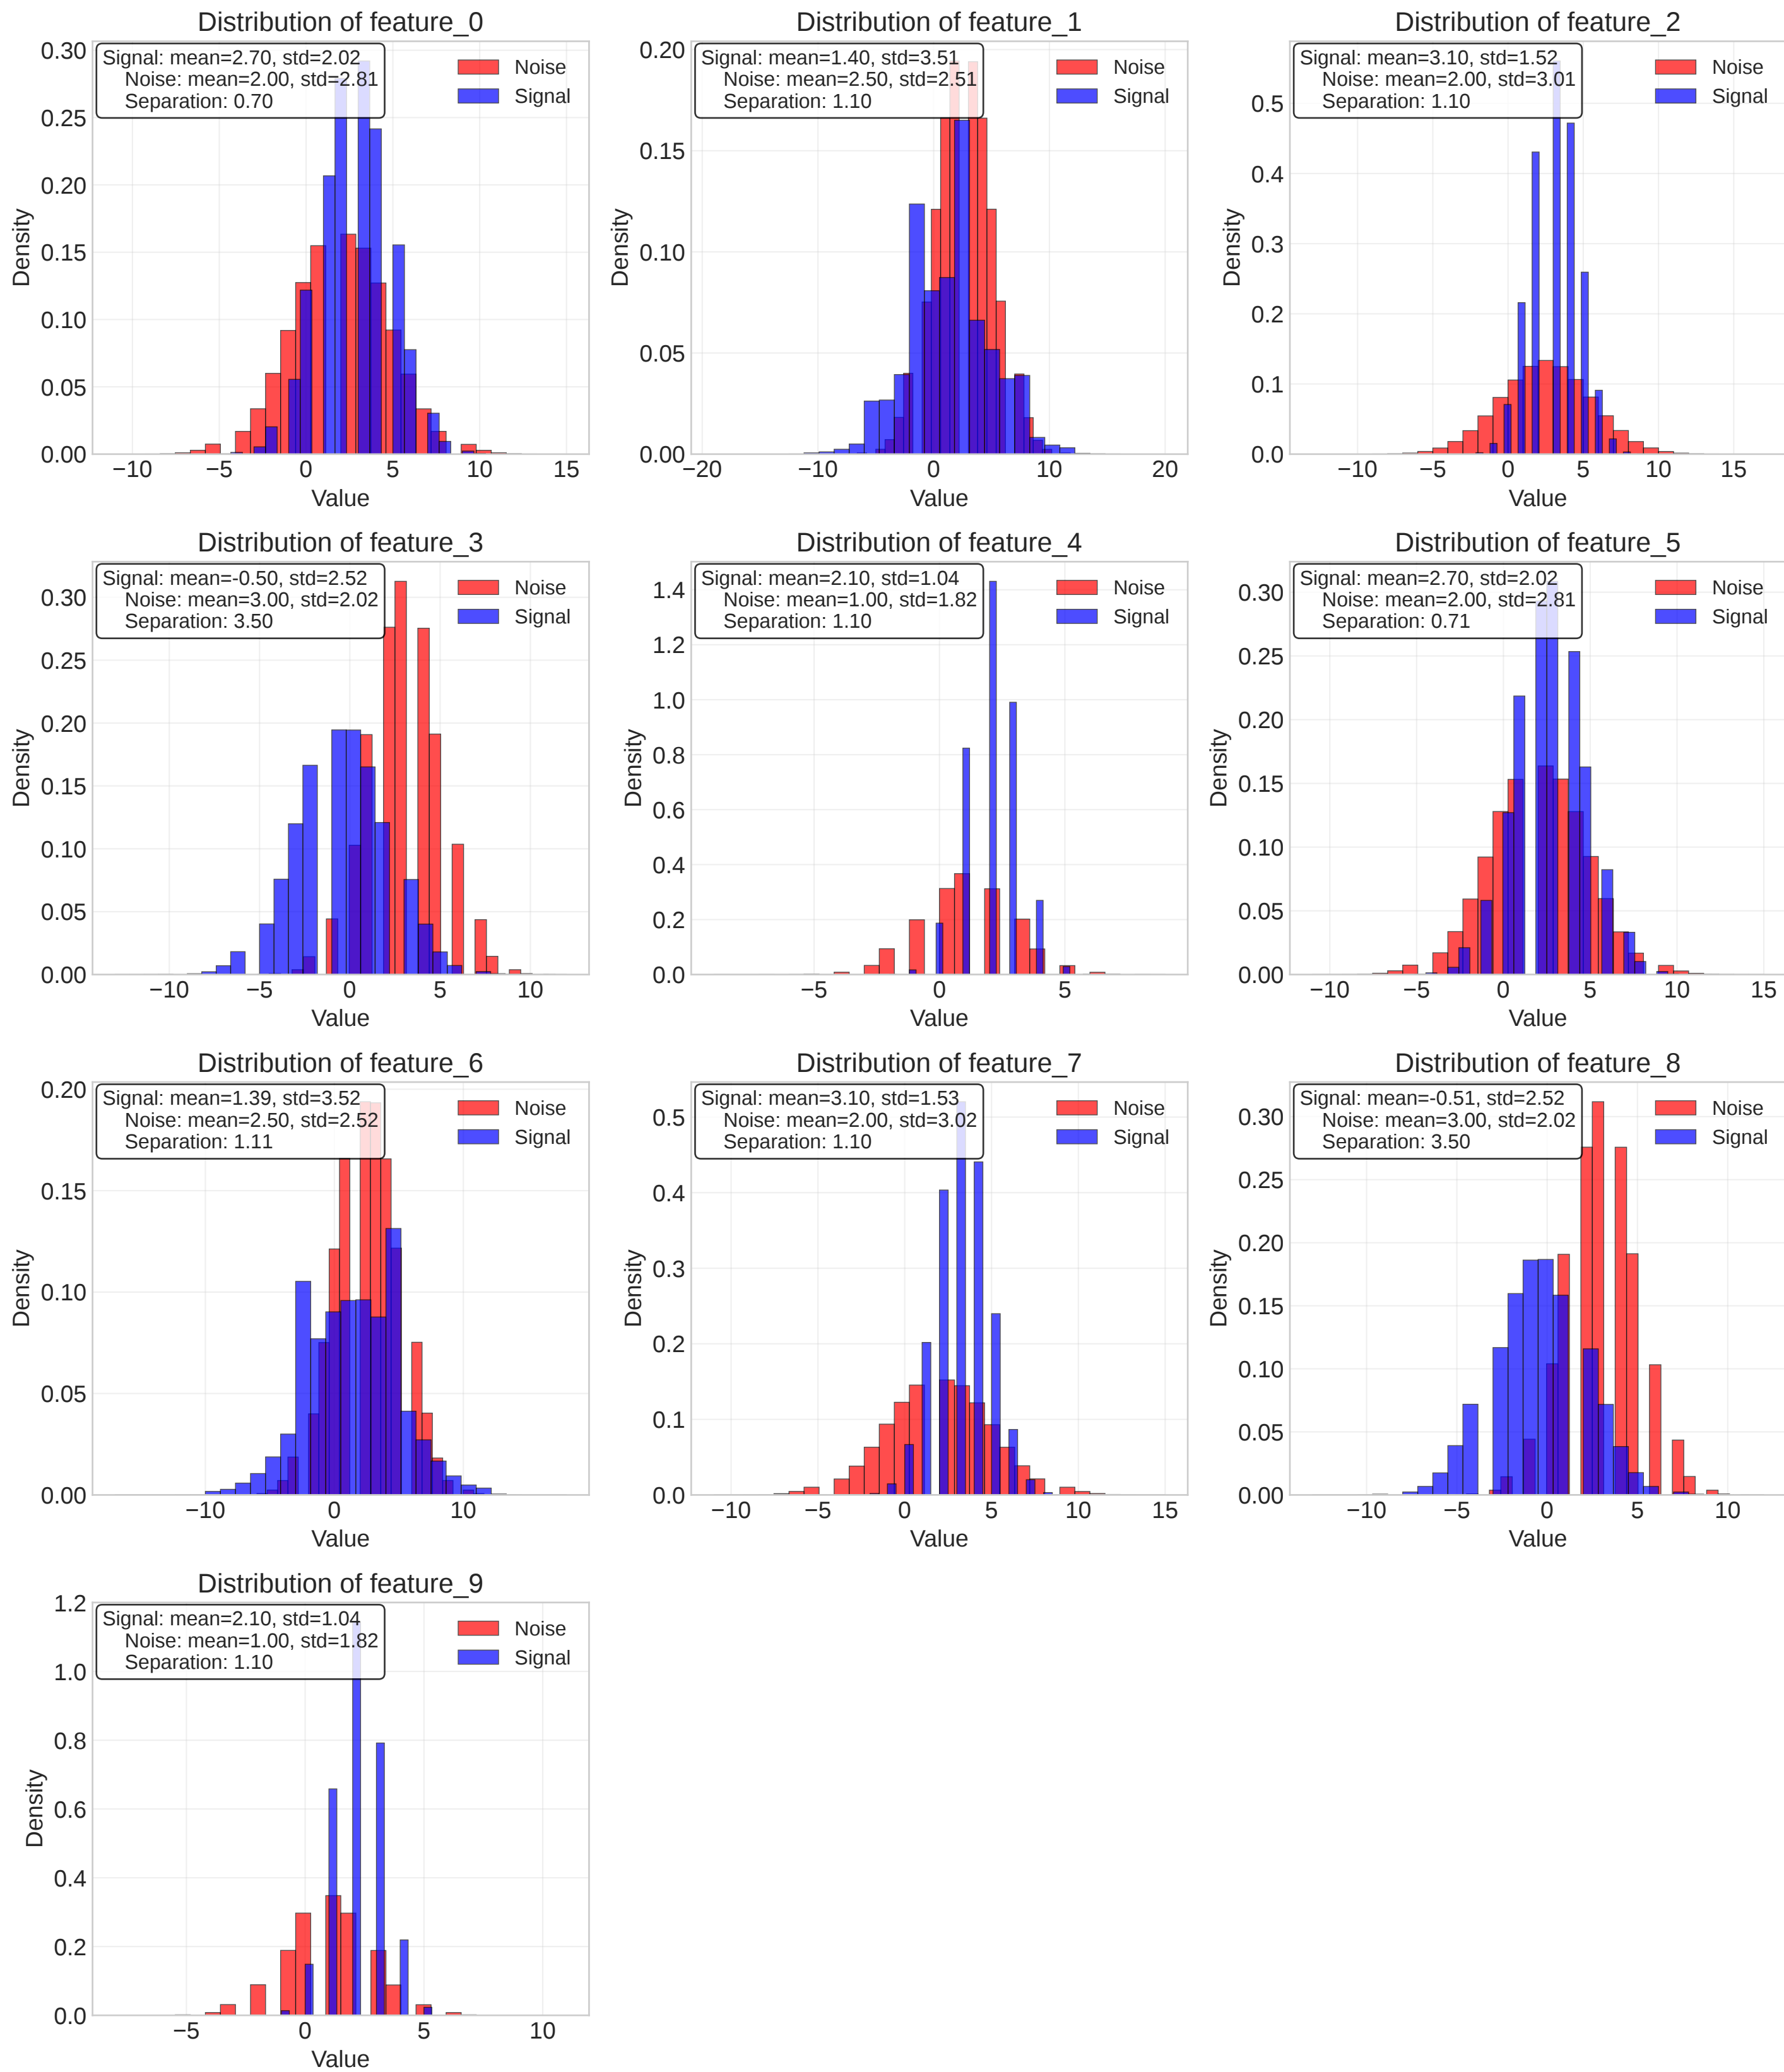 Distribution of feature_0
Signal: mean=2.70, std=2.02
Noise: mean=2.00, std=2.81
Separation: 0.70
Noise
Signal
Density
0.30
0.25
0.20
0.15
0.10
0.05
0.00
−10 −5 0 5 10 15
Value
Distribution of feature_1
Signal: mean=1.40, std=3.51
Noise: mean=2.50, std=2.51
Separation: 1.10
Noise
Signal
Density
0.20
0.15
0.10
0.05
0.00
−20 −10 0 10 20
Value
Distribution of feature_2
Signal: mean=3.10, std=1.52
Noise: mean=2.00, std=3.01
Separation: 1.10
Noise
Signal
Density
0.5
0.4
0.3
0.2
0.1
0.0
−10 −5 0 5 10 15
Value
Distribution of feature_3
Signal: mean=-0.50, std=2.52
Noise: mean=3.00, std=2.02
Separation: 3.50
Noise
Signal
Density
0.30
0.25
0.20
0.15
0.10
0.05
0.00
−10 −5 0 5 10
Value
Distribution of feature_4
Signal: mean=2.10, std=1.04
Noise: mean=1.00, std=1.82
Separation: 1.10
Noise
Signal
Density
1.4
1.2
1.0
0.8
0.6
0.4
0.2
0.0
−5 0 5
Value
Distribution of feature_5
Signal: mean=2.70, std=2.02
Noise: mean=2.00, std=2.81
Separation: 0.71
Noise
Signal
Density
0.30
0.25
0.20
0.15
0.10
0.05
0.00
−10 −5 0 5 10 15
Value
Distribution of feature_6
Signal: mean=1.39, std=3.52
Noise: mean=2.50, std=2.52
Separation: 1.11
Noise
Signal
Density
0.20
0.15
0.10
0.05
0.00
−10 0 10
Value
Distribution of feature_7
Signal: mean=3.10, std=1.53
Noise: mean=2.00, std=3.02
Separation: 1.10
Noise
Signal
Density
0.5
0.4
0.3
0.2
0.1
0.0
−10 −5 0 5 10 15
Value
Distribution of feature_8
Signal: mean=-0.51, std=2.52
Noise: mean=3.00, std=2.02
Separation: 3.50
Noise
Signal
Density
0.30
0.25
0.20
0.15
0.10
0.05
0.00
−10 −5 0 5 10
Value
Distribution of feature_9
Signal: mean=2.10, std=1.04
Noise: mean=1.00, std=1.82
Separation: 1.10
Noise
Signal
Density
1.2
1.0
0.8
0.6
0.4
0.2
0.0
−5 0 5 10
Value